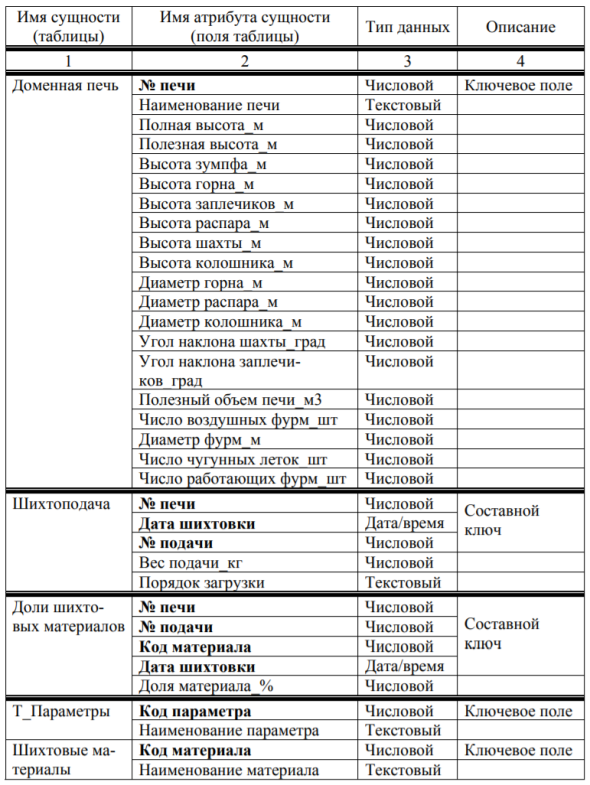 Имя сущности (таблицы) Имя атрибута сущности (поля таблицы) Тип данных Описание
1 2 3 4
Доменная печь № печи Числовой Ключевое поле
Наименование печи Текстовый
Полная высота_м Числовой
Полезная высота_м Числовой
Высота зумпфа_м Числовой
Высота горна_м Числовой
Высота заплечиков_м Числовой
Высота распара_м Числовой
Высота шахты_м Числовой
Высота колошника_м Числовой
Диаметр горна_м Числовой
Диаметр распара_м Числовой
Диаметр колошника_м Числовой
Угол наклона шахты_град Числовой
Угол наклона заплечи- Числовой
ков_град
Полезный объем печи_м3 Числовой
Число воздушных фурм_шт Числовой
Диаметр фурм_м Числовой
Число чугунных леток_шт Числовой
Число работающих фурм_шт Числовой
Шихтоподача № печи Числовой Составной
Дата шихтовки Дата/время ключ
№ подачи Числовой
Вес подачи_кг Числовой
Порядок загрузки Текстовый
Доли шихто- № печи Числовой
вых материалов № подачи Числовой Составной
Код материала Числовой ключ
Дата шихтовки Дата/время
Доля материала_% Числовой
Т_Параметры Код параметра Числовой Ключевое поле
Наименование параметра Текстовый
Шихтовые ма- Код материала Числовой Ключевое поле
териалы Наименование материала Текстовый